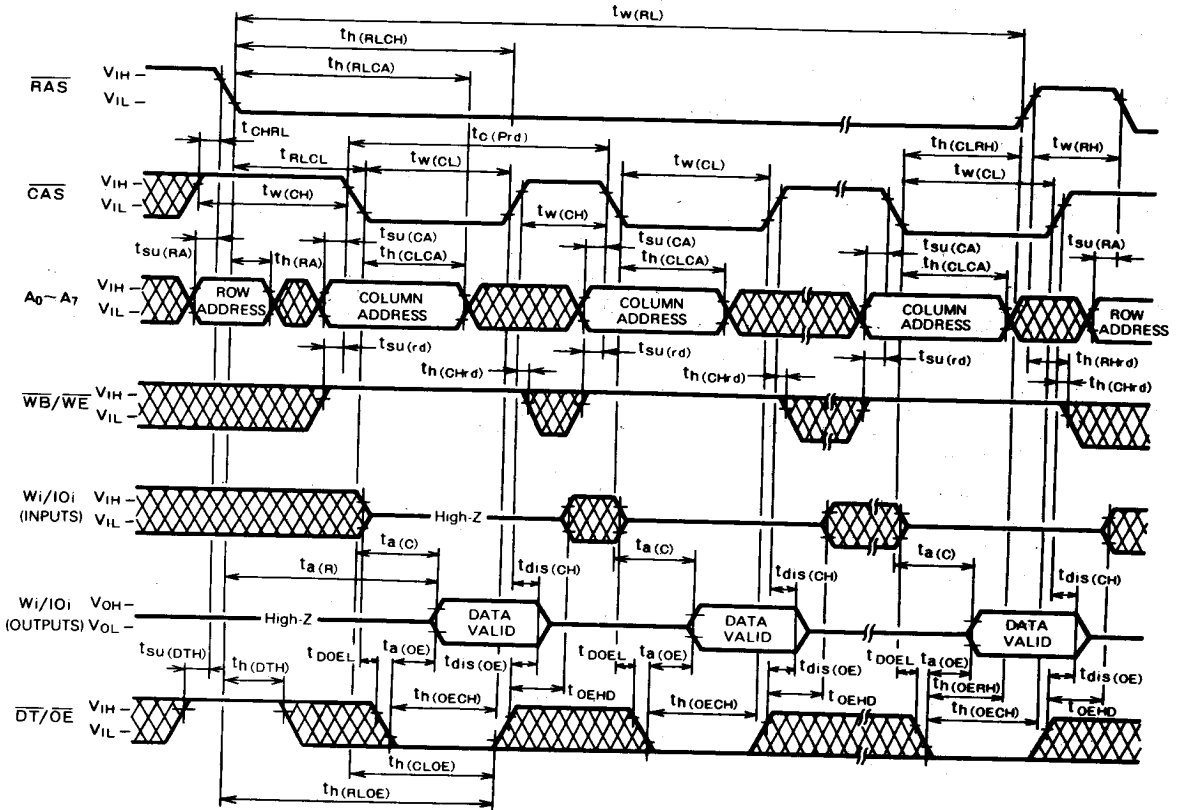 tw(RL)
th(RLCH)
th(RLCA)
RAS VIH VIL
tCHRL
tc(Prd)
tRLCL tw(CL) tw(CL) th(CLRH) tw(RH)
CAS VIH VIL
tw(CH) tw(CH) tw(CL)
tsu(RA) th(RA) tsu(CA) tsu(CA) tsu(CA) tsu(RA)
th(CLCA) th(CLCA) th(CLCA)
A0~A7 VIH VIL
ROW ADDRESS COLUMN ADDRESS COLUMN ADDRESS COLUMN ADDRESS ROW ADDRESS
tsu(rd) tsu(rd) tsu(rd) th(RHrd)
th(CHrd) th(CHrd) th(CHrd)
WB/WE VIH VIL
Wi/IOi (INPUTS) VIH VIL
High-Z
ta(C) ta(C) ta(C)
ta(R) tdis(CH) tdis(CH) tdis(CH)
Wi/IOi (OUTPUTS) VOH VOL
High-Z DATA VALID DATA VALID DATA VALID
tsu(DTH) th(DTH) tDOEL ta(OE) tdis(OE) tDOEL ta(OE) tdis(OE) tDOEL ta(OE) tdis(OE)
th(OERH)
th(OECH) tOEHD th(OECH) tOEHD th(OECH) tOEHD
DT/OE VIH VIL
th(CLOE)
th(RLOE)